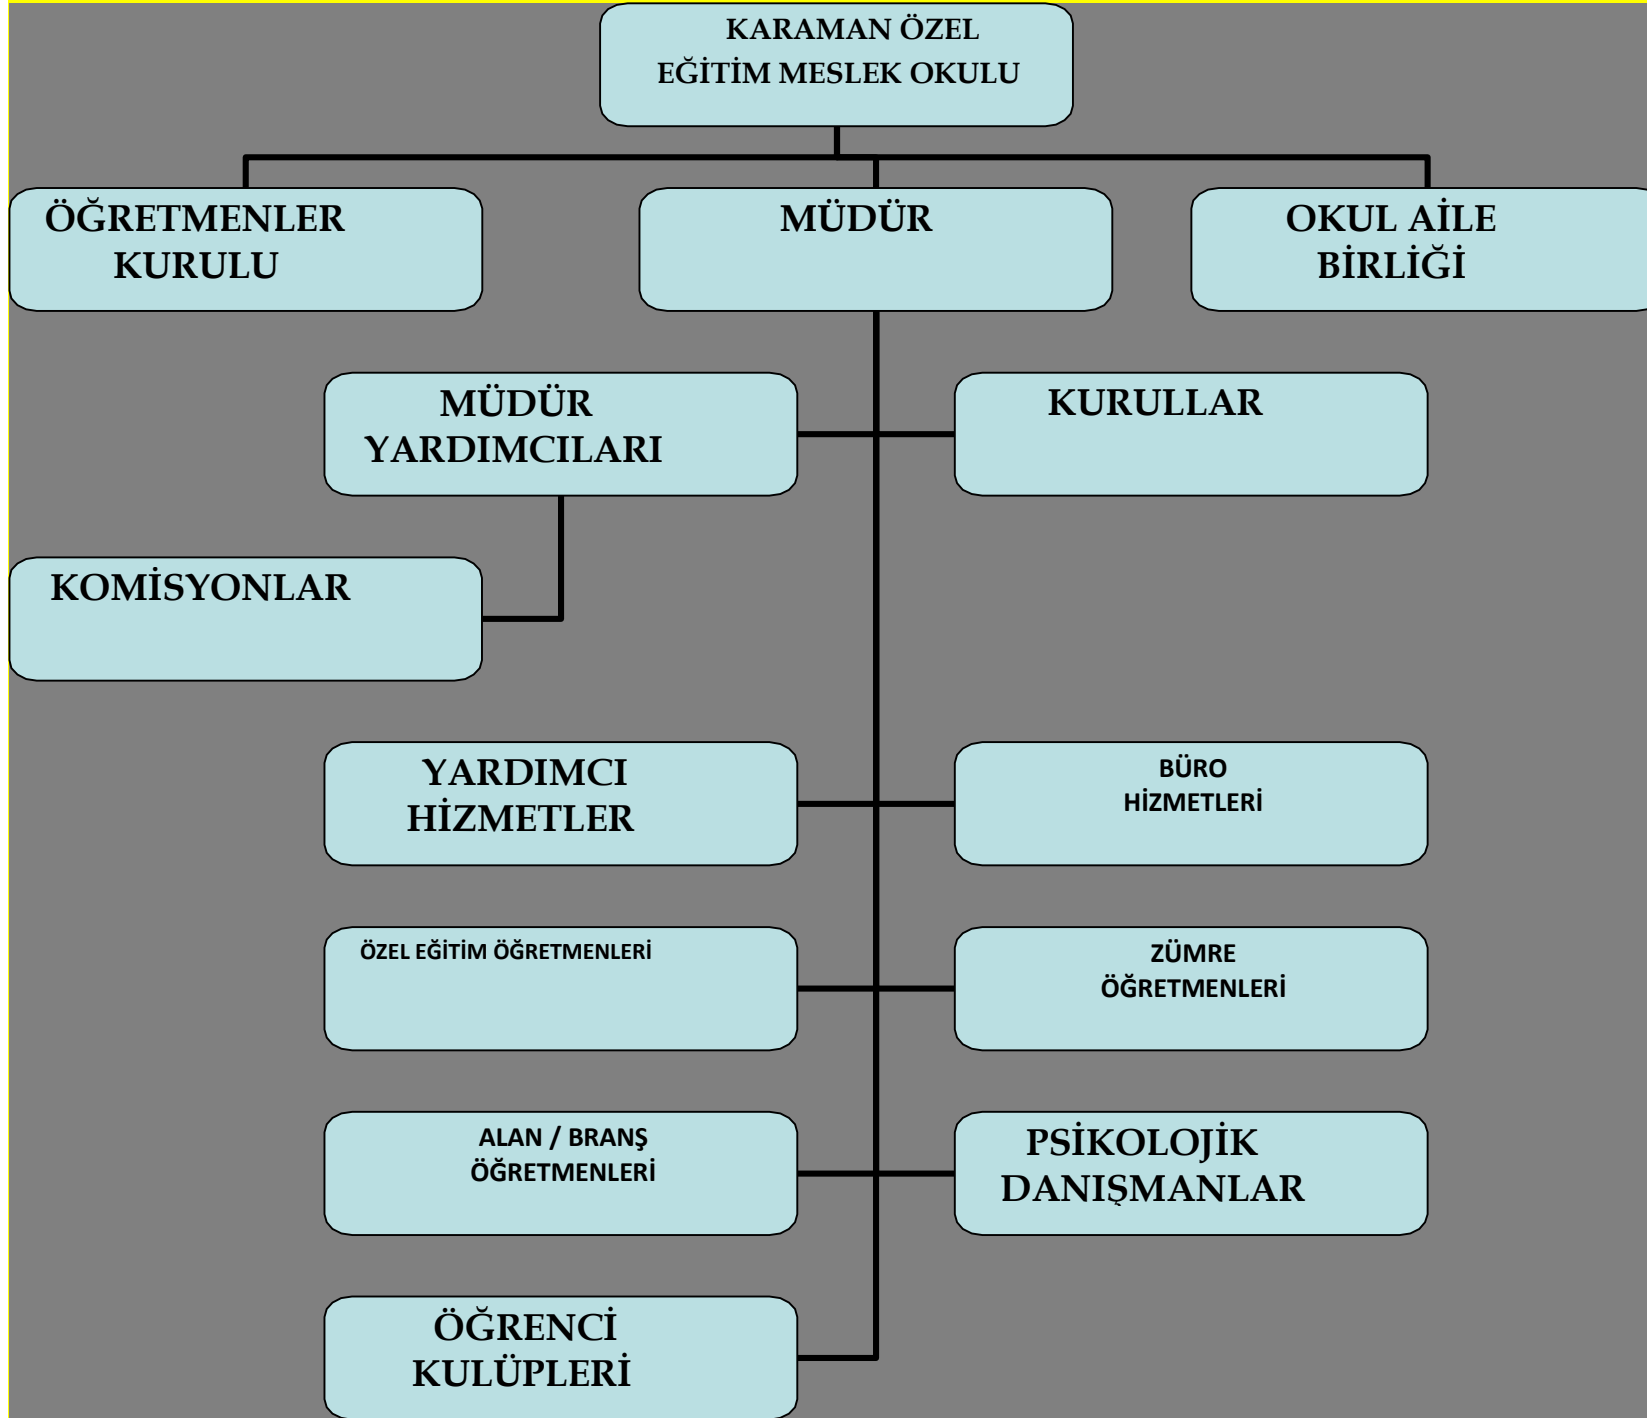 KARAMAN ÖZEL
EĞİTİM MESLEK OKULU
ÖĞRETMENLER
KURULU
MÜDÜR
OKUL AİLE
BİRLİĞİ
MÜDÜR
YARDIMCILARI
KURULLAR
KOMİSYONLAR
YARDIMCI
HİZMETLER
BÜRO
HİZMETLERİ
ÖZEL EĞİTİM ÖĞRETMENLERİ
ZÜMRE
ÖĞRETMENLERİ
ALAN / BRANŞ
ÖĞRETMENLERİ
PSİKOLOJİK
DANIŞMANLAR
ÖĞRENCİ
KULÜPLERİ